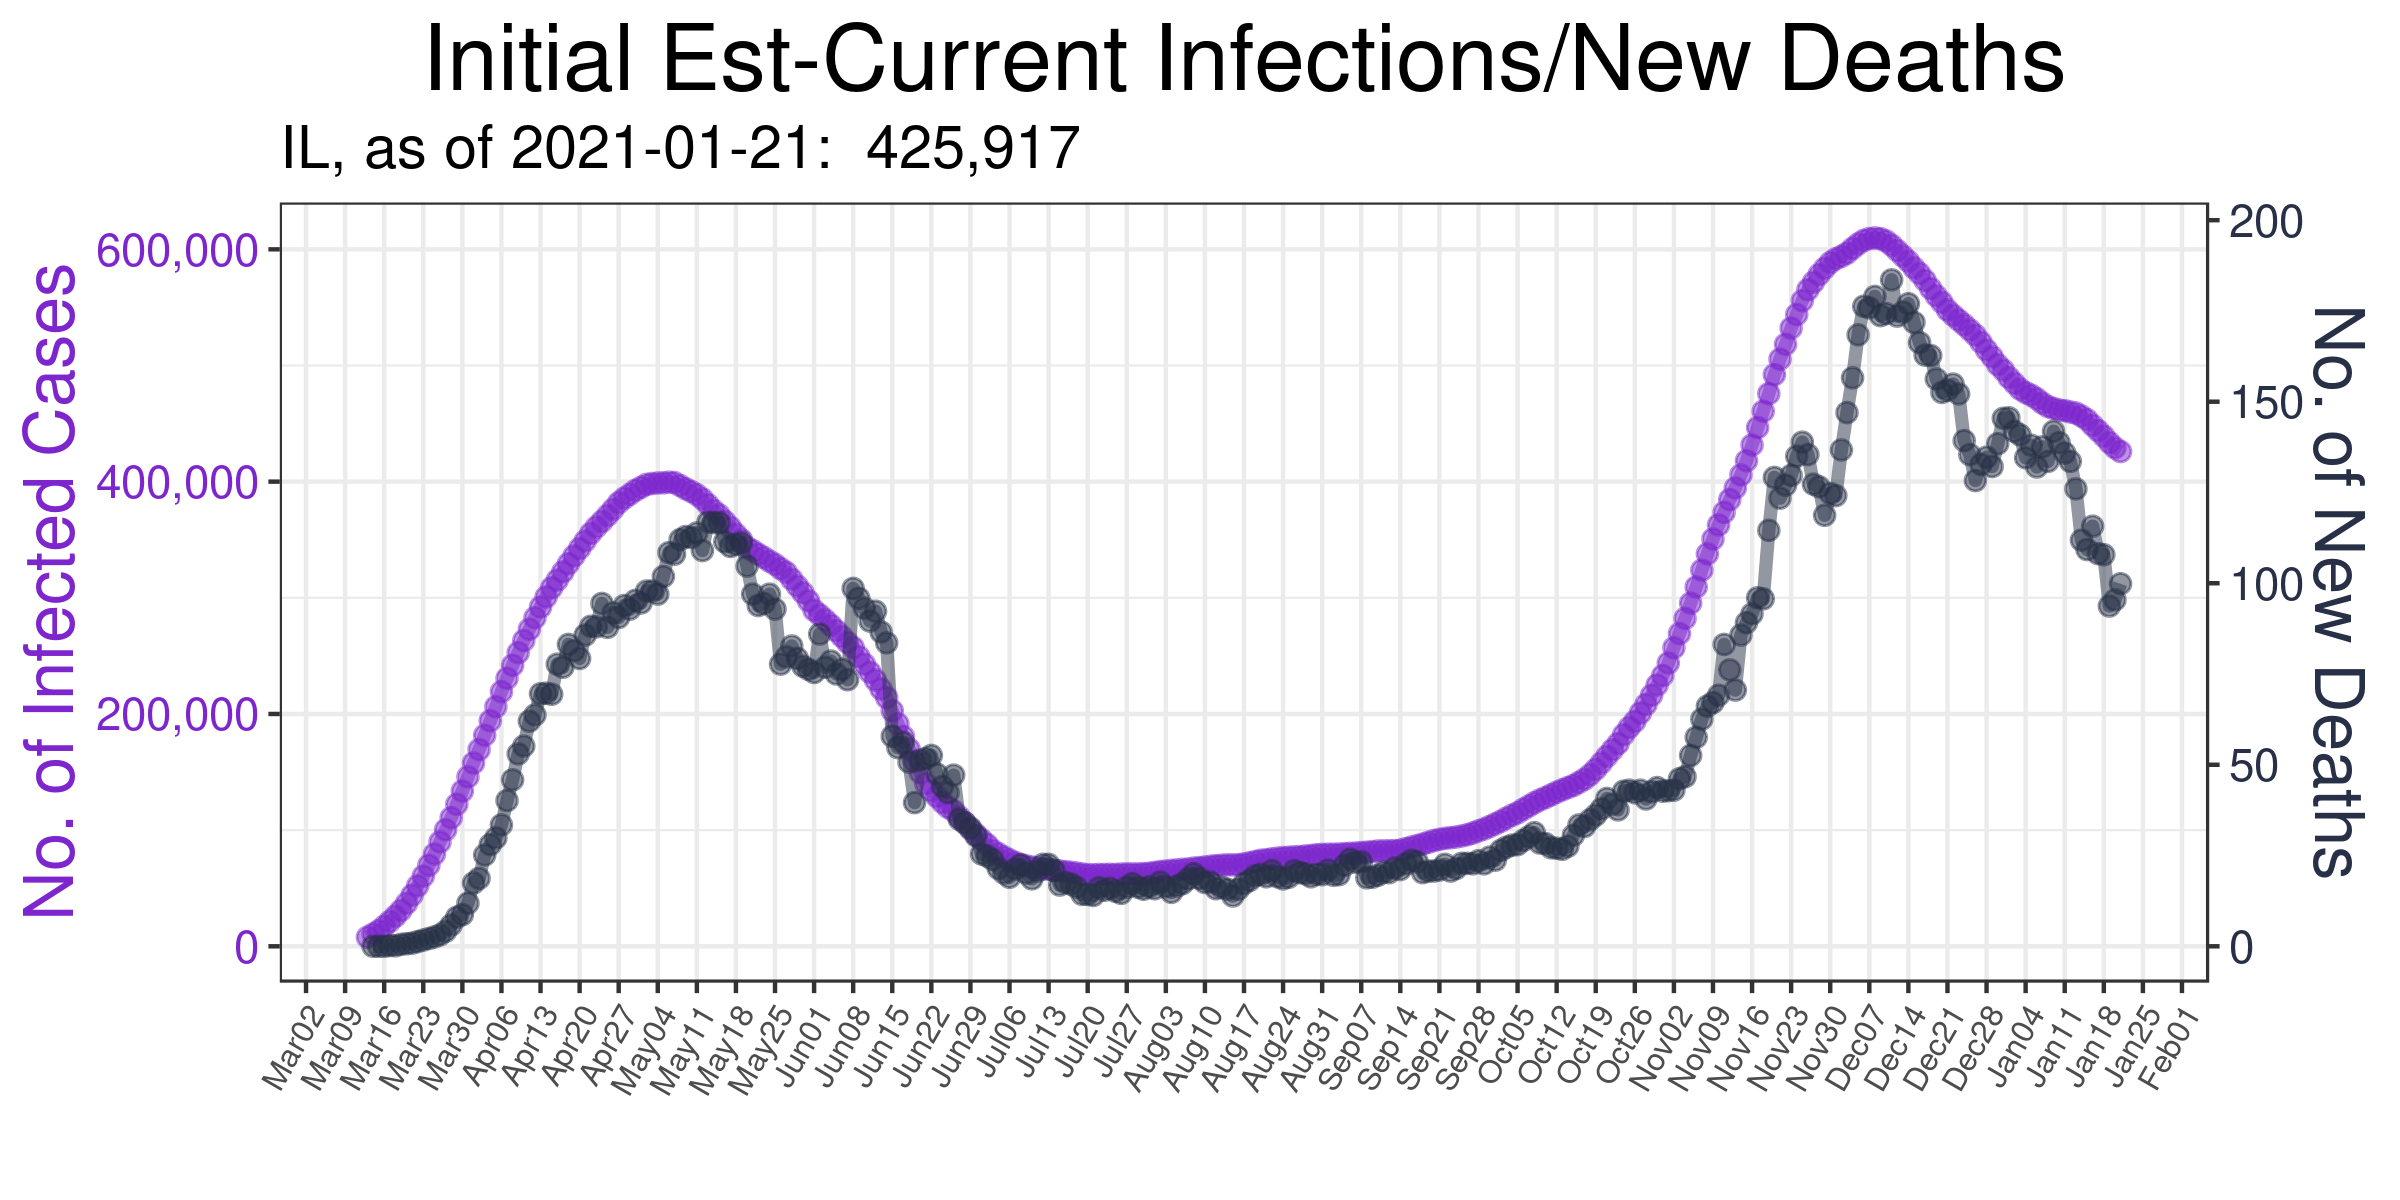 Initial Est-Current Infections/New Deaths
IL, as of 2021-01-21:  425,917
No. of Infected Cases
600,000
400,000
200,000
0
200
150
100
50
0
No. of New Deaths
Mar02
Mar09
Mar16
Mar23
Mar30
Apr06
Apr13
Apr20
Apr27
May04
May11
May18
May25
Jun01
Jun08
Jun15
Jun22
Jun29
Jul06
Jul13
Jul20
Jul27
Aug03
Aug10
Aug17
Aug24
Aug31
Sep07
Sep14
Sep21
Sep28
Oct05
Oct12
Oct19
Oct26
Nov02
Nov09
Nov16
Nov23
Nov30
Dec07
Dec14
Dec21
Dec28
Jan04
Jan11
Jan18
Jan25
Feb01